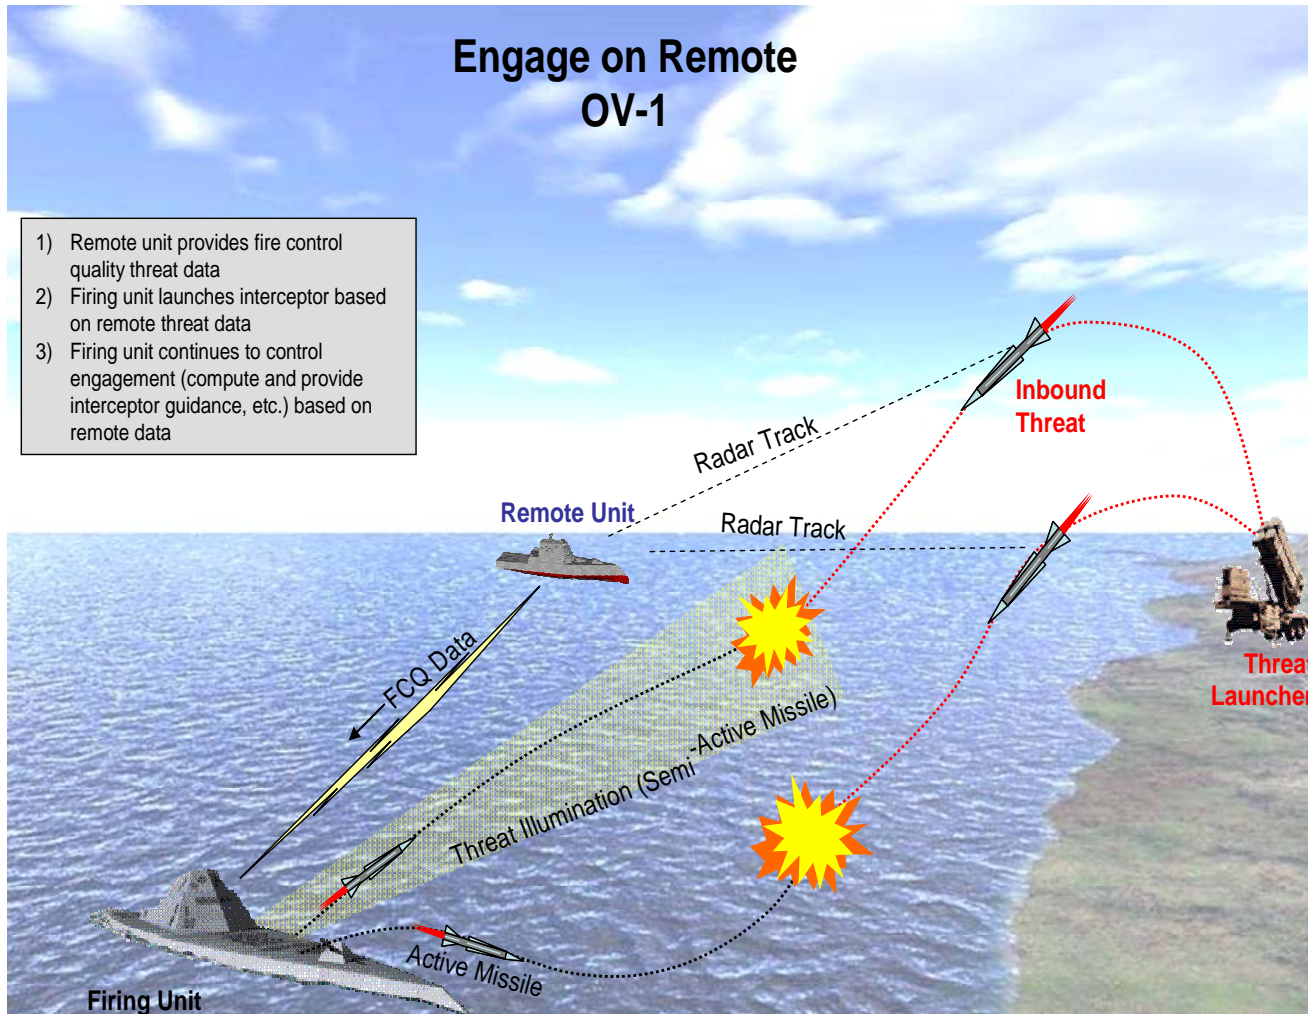 Engage on Remote
OV-1
1) Remote unit provides fire control
quality threat data
2) Firing unit launches interceptor based
on remote threat data
3) Firing unit continues to control
engagement (compute and provide
interceptor guidance, etc.) based on
remote data
Inbound
Threat
Radar Track
Remote Unit
Radar Track
FCQ Data
Threat
Launcher
Threat Illumination (Semi-Active Missile)
Active Missile
Firing Unit